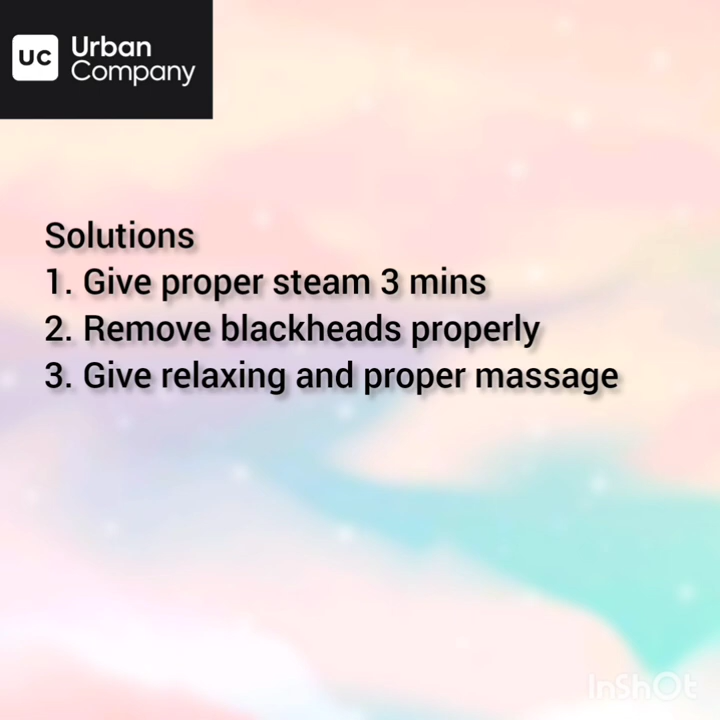 UC Urban
Company
Solutions
1. Give proper steam 3 mins
2. Remove blackheads properly
3. Give relaxing and proper massage
InShOt